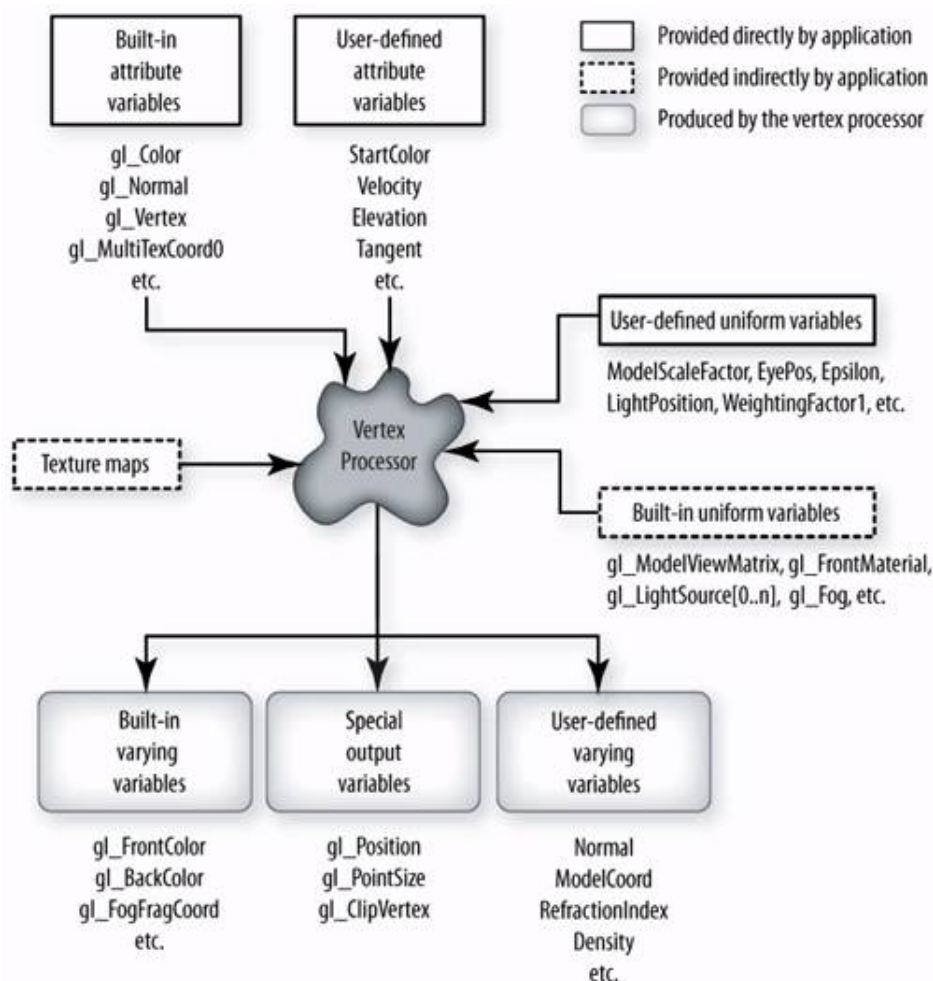 Built-in
attribute
variables
gl_Color
gl_Normal
gl_Vertex
gl_MultiTexCoord0
etc.
User-defined
attribute
variables
StartColor
Velocity
Elevation
Tangent
etc.
Provided directly by application
Provided indirectly by application
Produced by the vertex processor
User-defined uniform variables
ModelScaleFactor, EyePos, Epsilon,
LightPosition, WeightingFactor1, etc.
Texture maps
Vertex
Processor
Built-in uniform variables
gl_ModelViewMatrix, gl_FrontMaterial,
gl_LightSource[0..n], gl_Fog, etc.
Built-in
varying
variables
gl_FrontColor
gl_BackColor
gl_FogFragCoord
etc.
Special
output
variables
gl_Position
gl_PointSize
gl_ClipVertex
User-defined
varying
variables
Normal
ModelCoord
RefractionIndex
Density
etc.